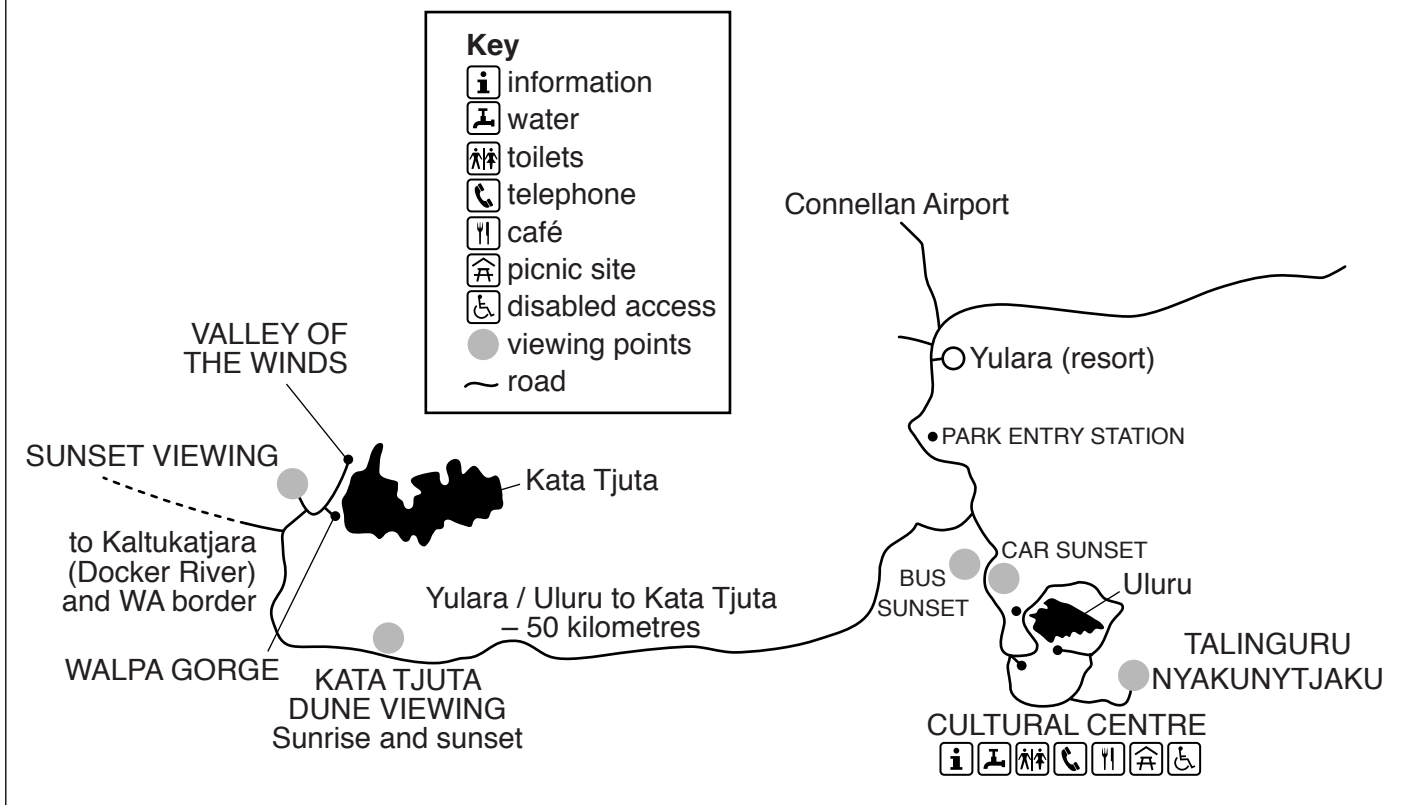 Key
information
water
toilets
telephone
café
picnic site
disabled access
viewing points
road
Connellan Airport
Yulara (resort)
PARK ENTRY STATION
VALLEY OF
THE WINDS
SUNSET VIEWING
Kata Tjuta
to Kaltukatjara
(Docker River)
and WA border
WALPA GORGE
Yulara / Uluru to Kata Tjuta
– 50 kilometres
KATA TJUTA
DUNE VIEWING
Sunrise and sunset
BUS
SUNSET
CAR SUNSET
Uluru
TALINGURU
NYAKUNYTJAKU
CULTURAL CENTRE